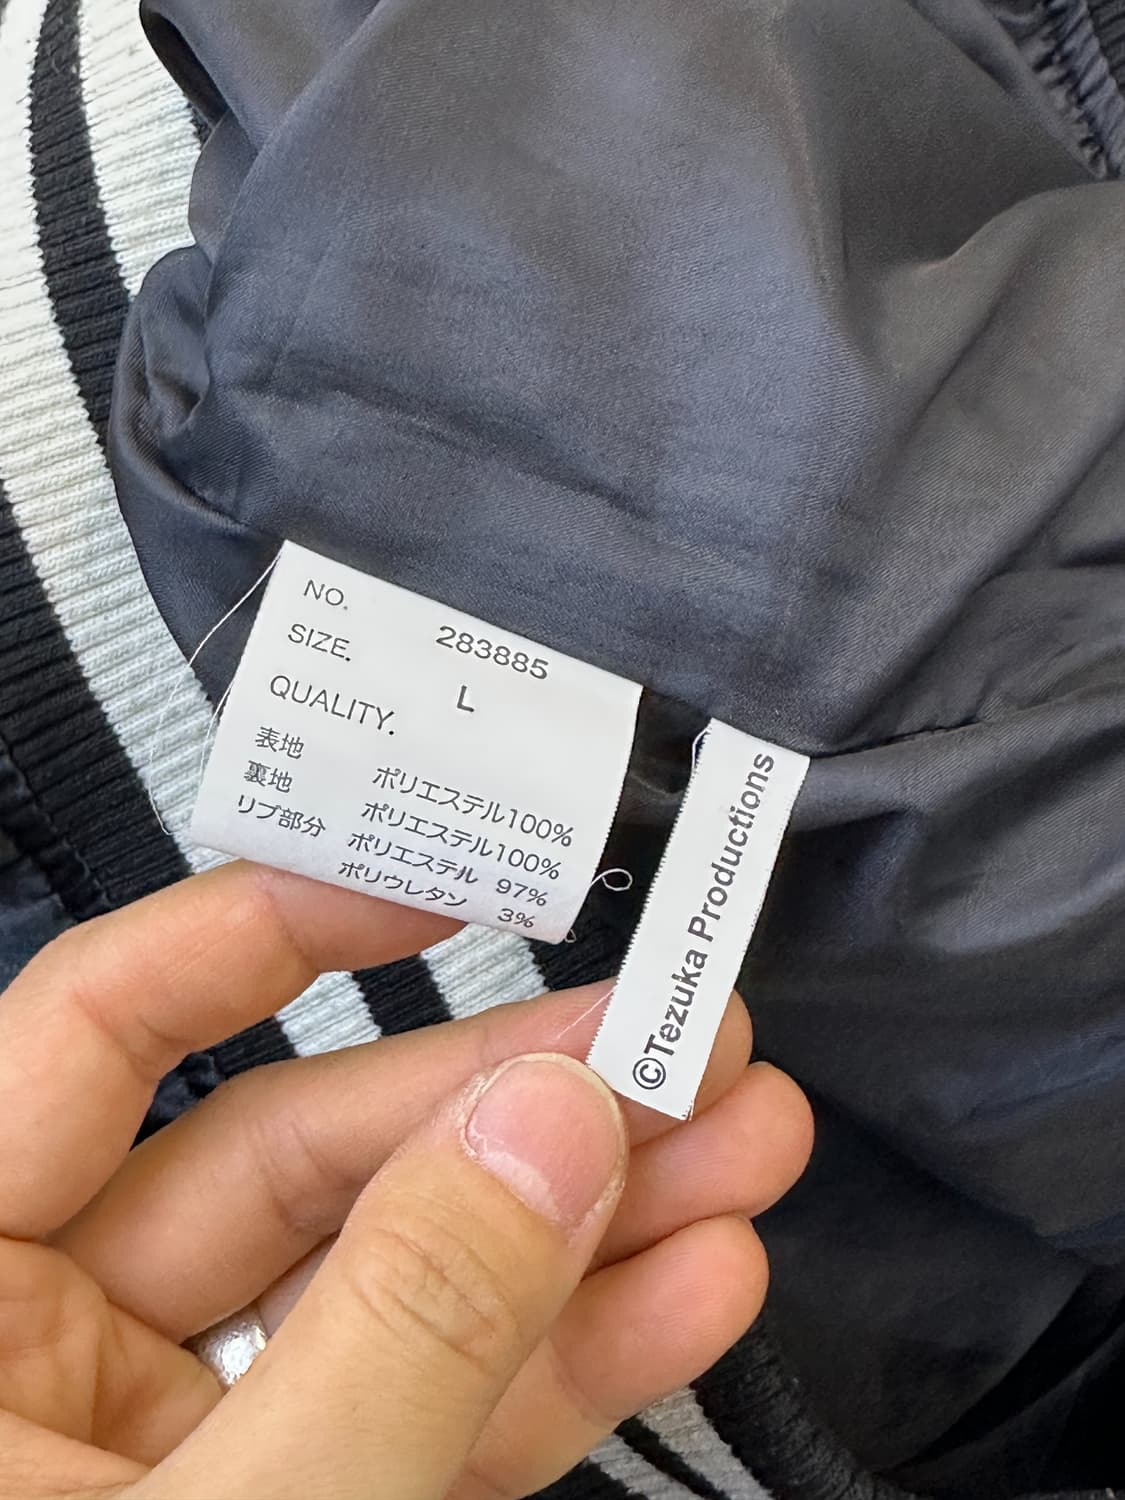 NO. 283885
SIZE. L
QUALITY.
表地 ポリエステル100%
裏地 ポリエステル100%
リブ部分 ポリエステル 97%
ポリウレタン 3%
©Tezuka Productions